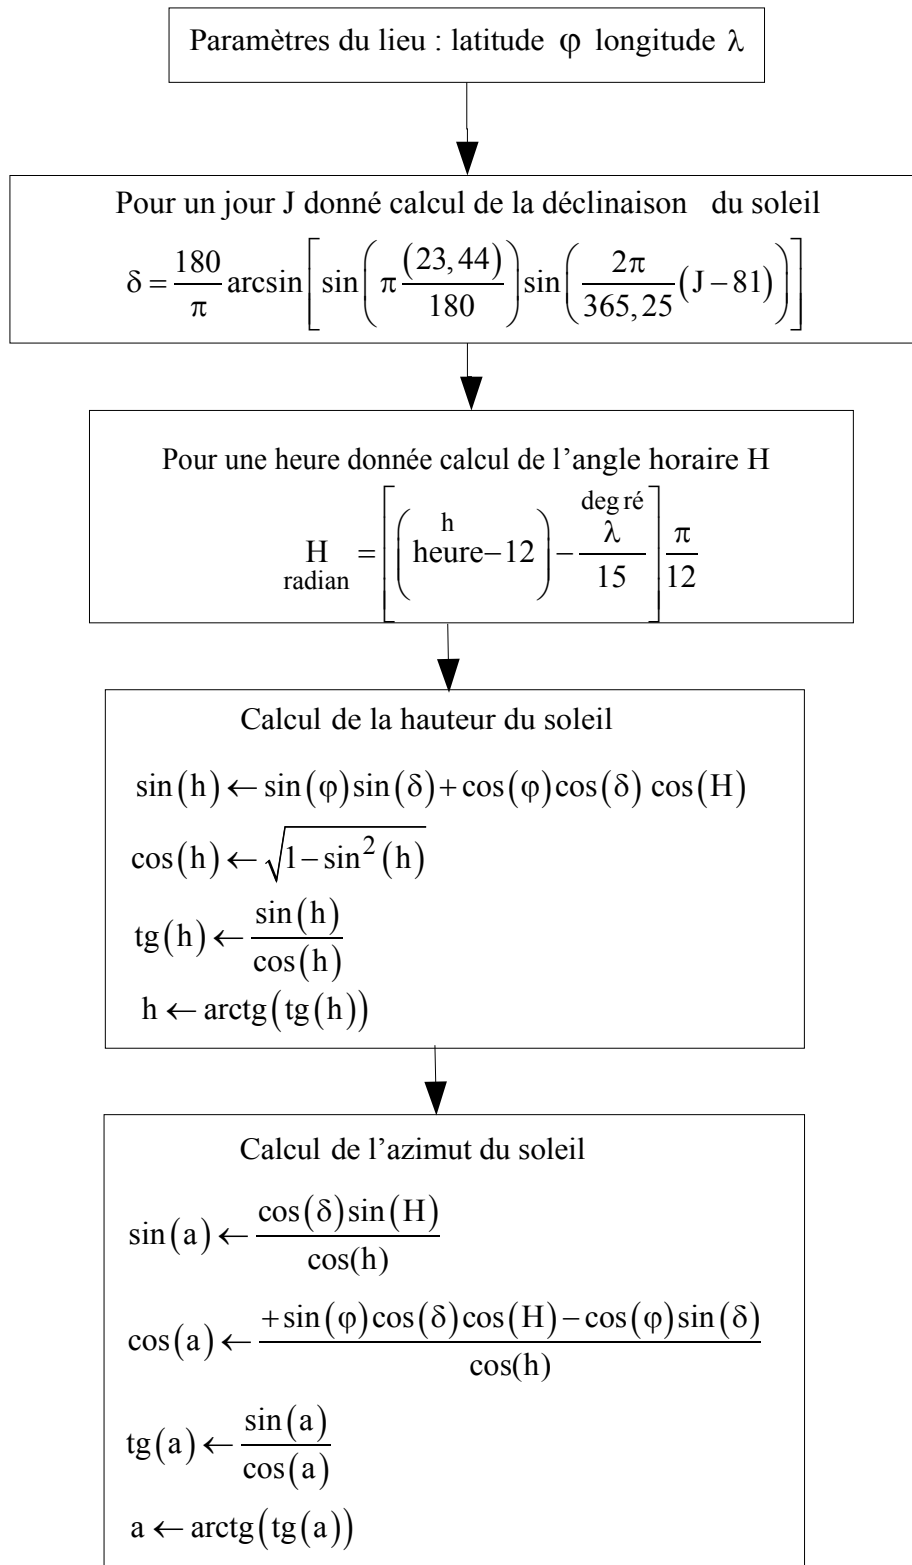 Paramètres du lieu : latitude φ longitude λ
Pour un jour J donné calcul de la déclinaison du soleil
δ = 180/π arcsin[sin(π (23,44)/180) sin(2π/365,25 (J − 81))]
Pour une heure donnée calcul de l’angle horaire H
H radian = [(heure h − 12) − λ degré/15] π/12
Calcul de la hauteur du soleil
sin(h) ← sin(φ)sin(δ) + cos(φ)cos(δ) cos(H)
cos(h) ← √(1 − sin²(h))
tg(h) ← sin(h)/cos(h)
h ← arctg(tg(h))
Calcul de l’azimut du soleil
sin(a) ← cos(δ)sin(H)/cos(h)
cos(a) ← (+sin(φ)cos(δ)cos(H) − cos(φ)sin(δ))/cos(h)
tg(a) ← sin(a)/cos(a)
a ← arctg(tg(a))